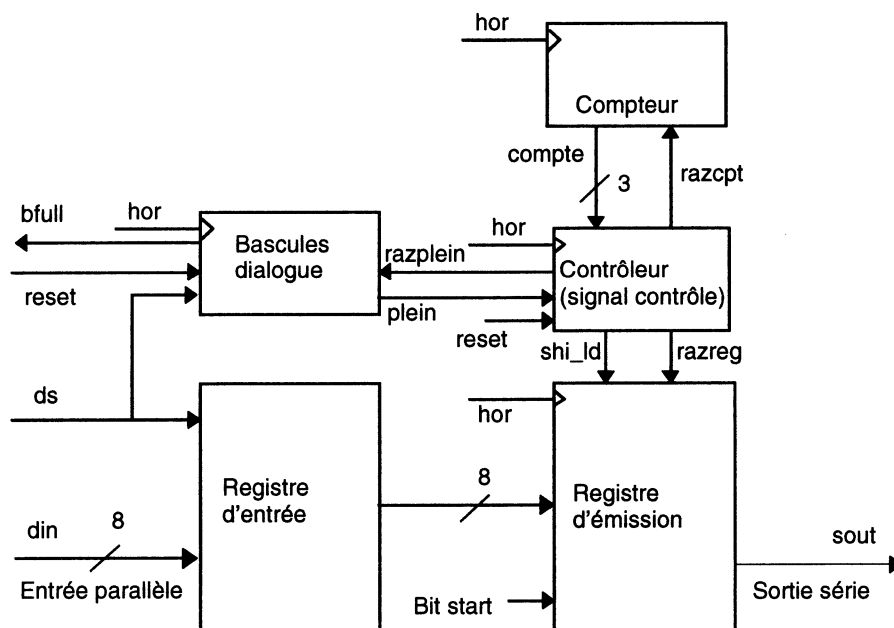 hor
Compteur
compte
3
razcpt
bfull
hor
Bascules
dialogue
hor
razplein
Contrôleur
(signal contrôle)
reset
plein
reset
shi_ld
razreg
ds
hor
Registre
d'entrée
8
Registre
d'émission
din
8
sout
Entrée parallèle
Bit start
Sortie série